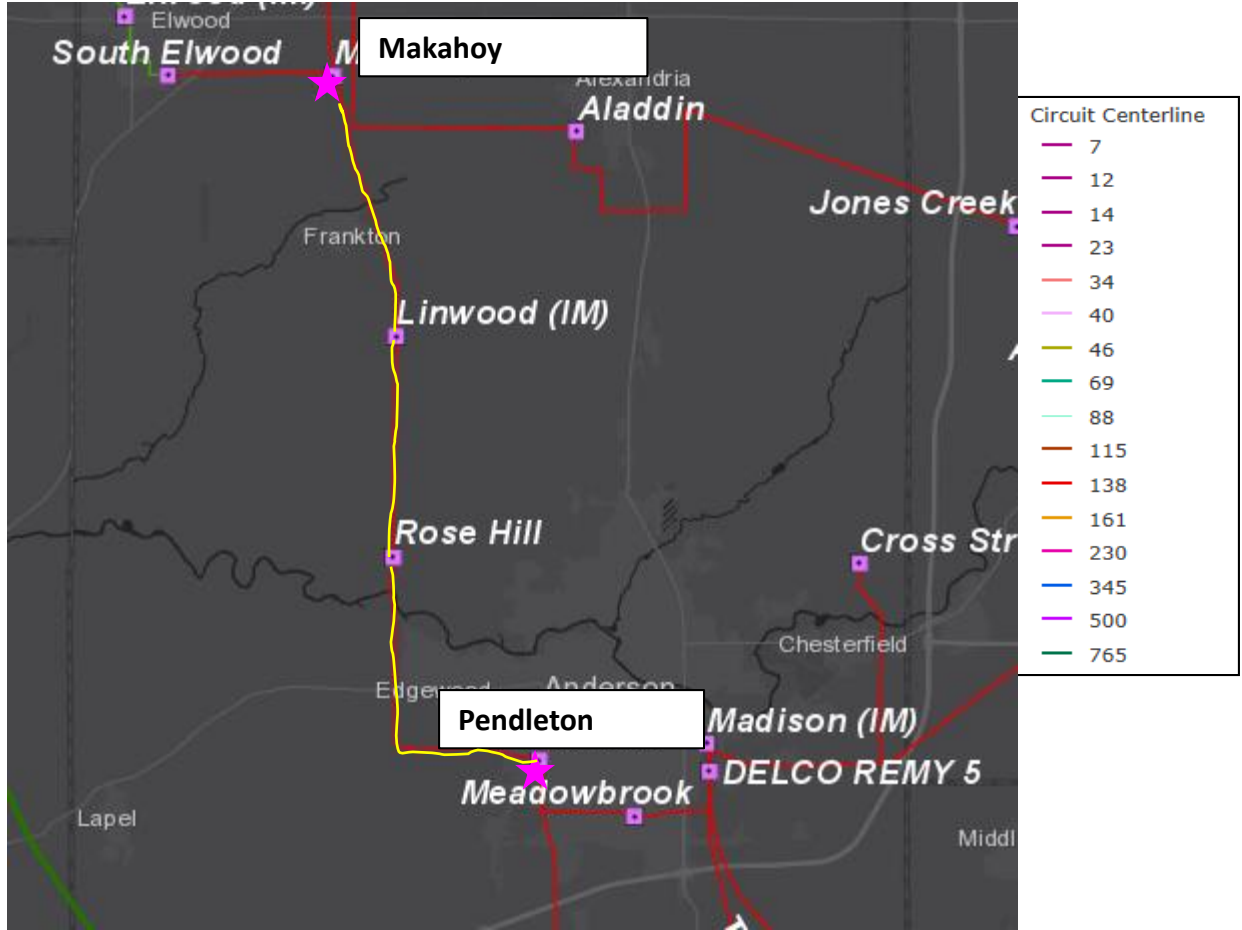 Elwood
South Elwood
M
Makahoy
Alexandria
Aladdin
Jones Creek
Frankton
Linwood (IM)
Rose Hill
Cross Str
Chesterfield
Edgewood
Anderson
Pendleton
Madison (IM)
DELCO REMY 5
Meadowbrook
Lapel
Middl
Circuit Centerline
7
12
14
23
34
40
46
69
88
115
138
161
230
345
500
765